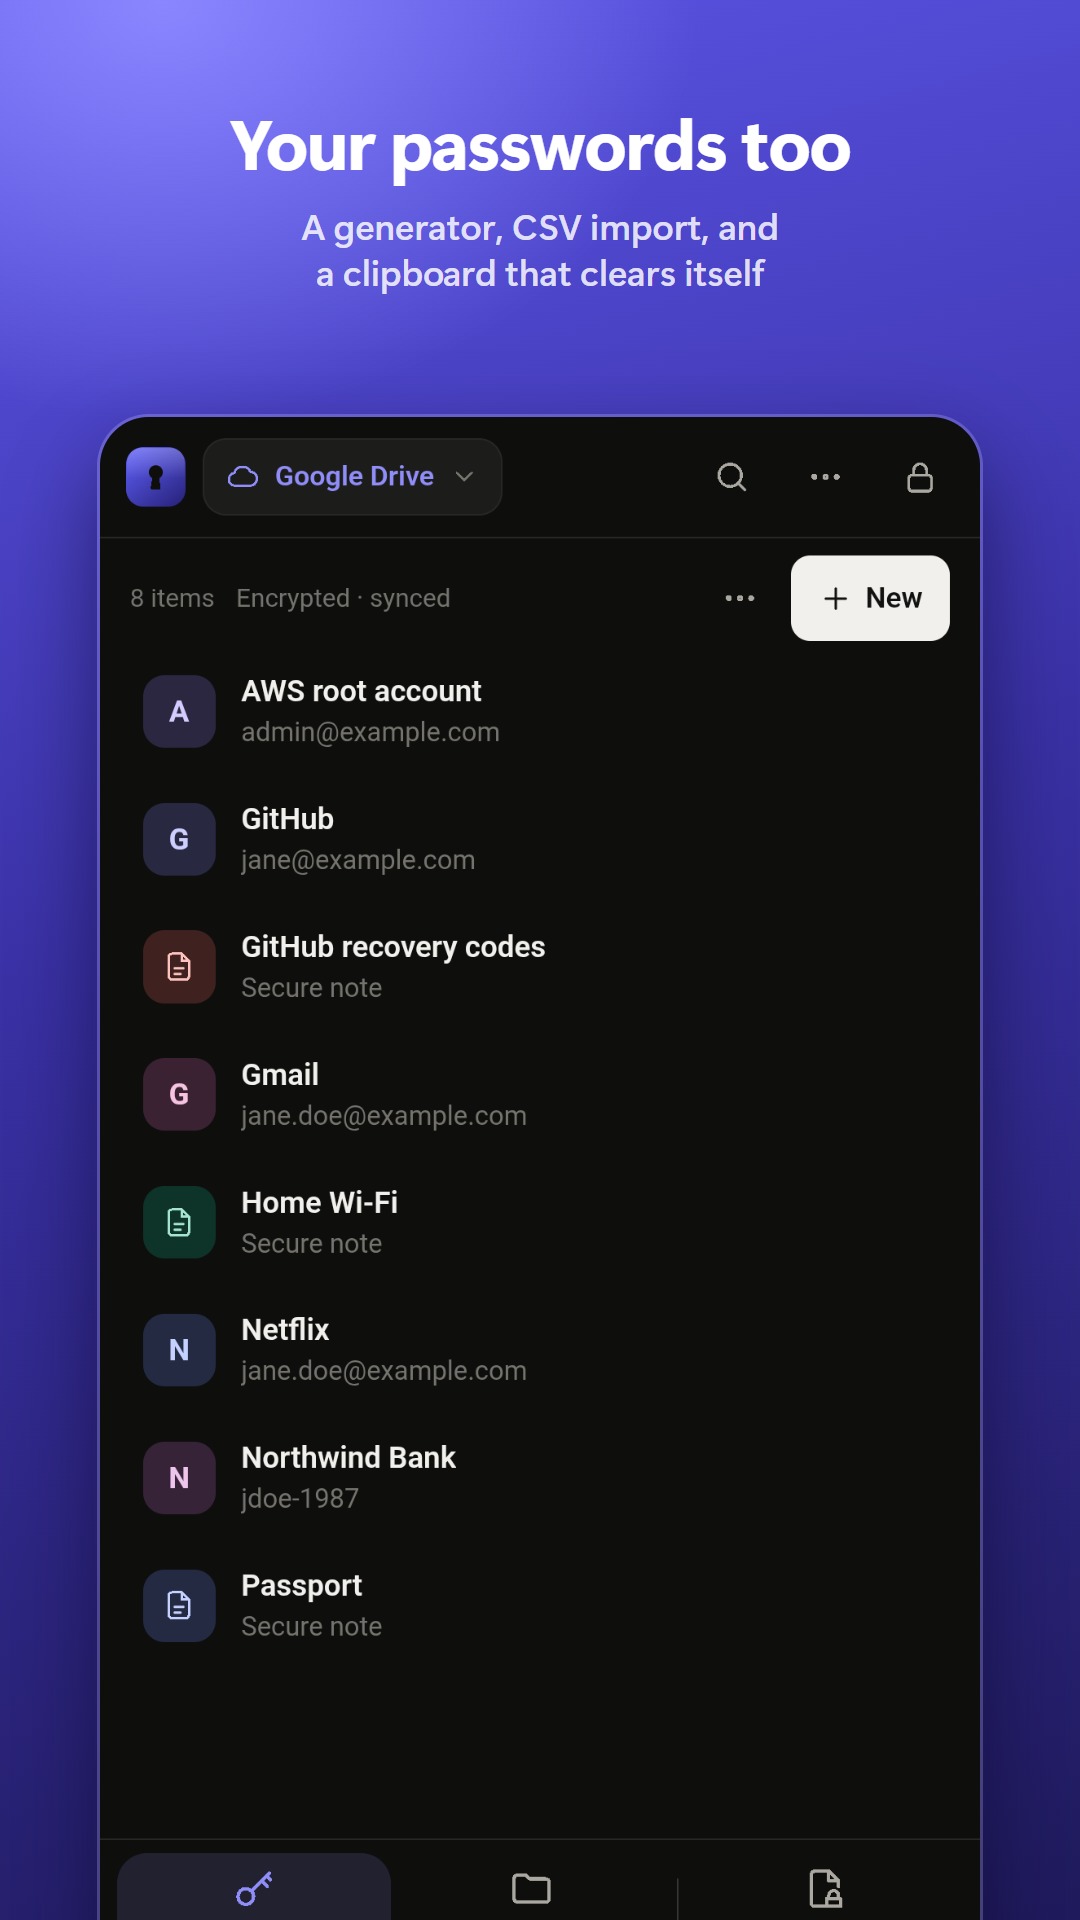 Your passwords too
A generator, CSV import, and
a clipboard that clears itself
Google Drive
8 items Encrypted · synced
New
A
AWS root account
admin@example.com
G
GitHub
jane@example.com
GitHub recovery codes
Secure note
G
Gmail
jane.doe@example.com
Home Wi-Fi
Secure note
N
Netflix
jane.doe@example.com
N
Northwind Bank
jdoe-1987
Passport
Secure note